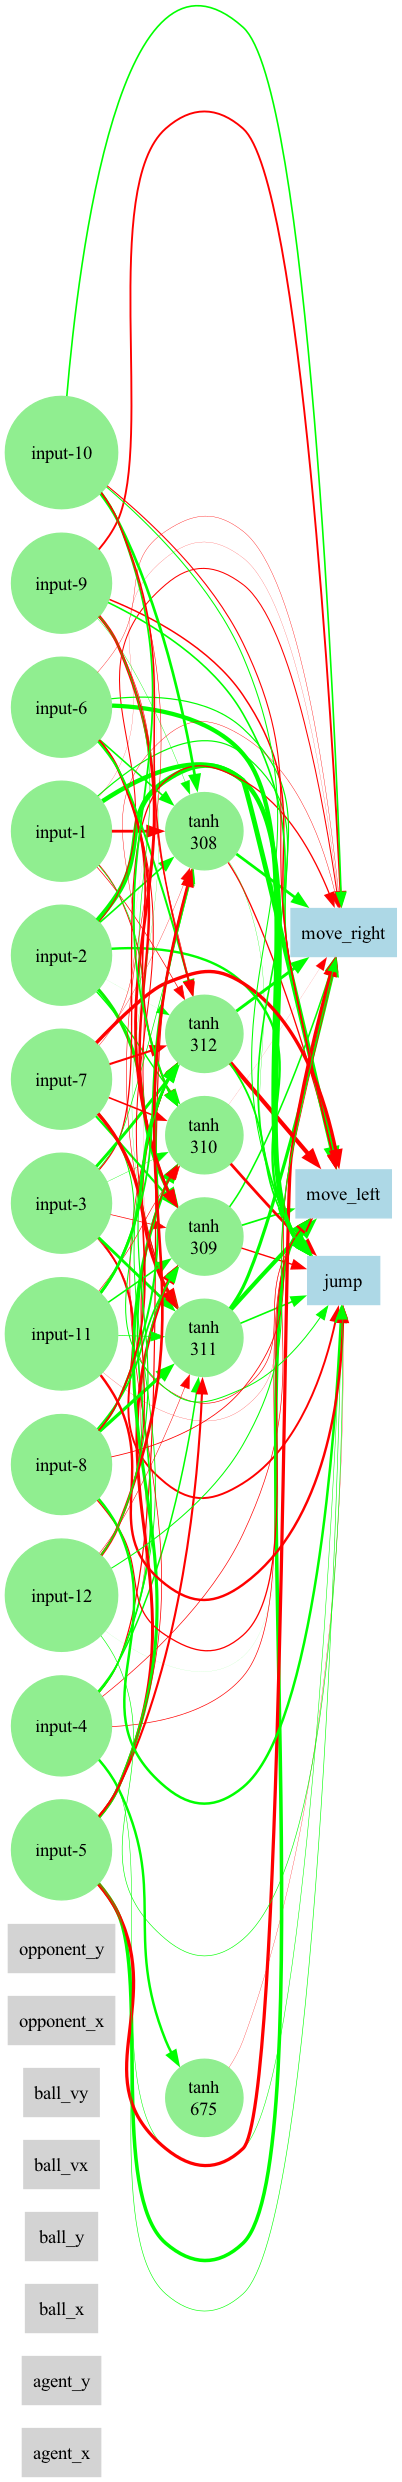 input-10
input-9
input-6
input-1
input-2
input-7
input-3
input-11
input-8
input-12
input-4
input-5
opponent_y
opponent_x
ball_vy
ball_vx
ball_y
ball_x
agent_y
agent_x
tanh
308
tanh
312
tanh
310
tanh
309
tanh
311
tanh
675
move_right
move_left
jump